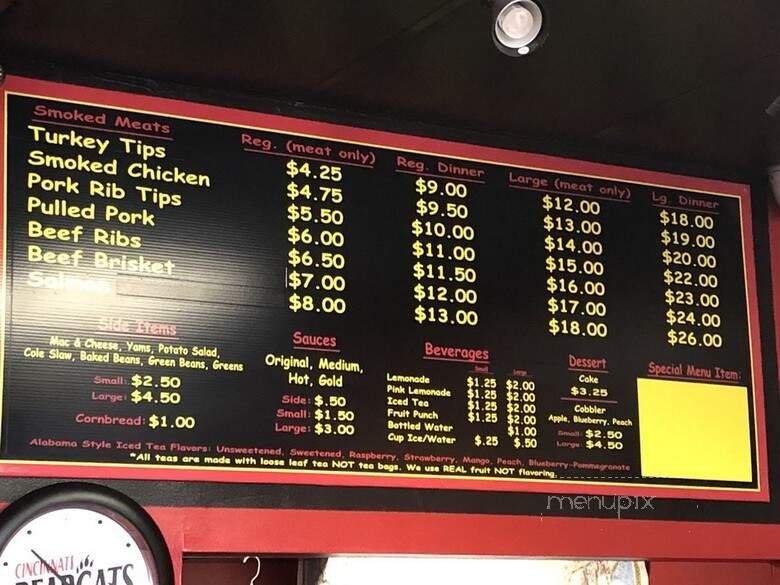 Smoked Meats Reg. (meat only) Reg. Dinner Large (meat only) Lg. Dinner
Turkey Tips $4.25 $9.00 $12.00 $18.00
Smoked Chicken $4.75 $9.50 $13.00 $19.00
Pork Rib Tips $5.50 $10.00 $14.00 $20.00
Pulled Pork $6.00 $11.00 $15.00 $22.00
Beef Ribs $6.50 $11.50 $16.00 $23.00
Beef Brisket $7.00 $12.00 $17.00 $24.00
Salmon $8.00 $13.00 $18.00 $26.00
Side Items
Mac & Cheese, Yams, Potato Salad,
Cole Slaw, Baked Beans, Green Beans, Greens
Small: $2.50
Large: $4.50
Cornbread: $1.00
Sauces
Original, Medium,
Hot, Gold
Side: $.50
Small: $1.50
Large: $3.00
Beverages
Small Large
Lemonade $1.25 $2.00
Pink Lemonade $1.25 $2.00
Iced Tea $1.25 $2.00
Fruit Punch $1.25 $2.00
Bottled Water $1.00
Cup Ice/Water $.25 $.50
Dessert
Cake
$3.25
Cobbler
Apple, Blueberry, Peach
Small: $2.50
Large: $4.50
Special Menu Item:
Alabama Style Iced Tea Flavors: Unsweetened, Sweetened, Raspberry, Strawberry, Mango, Peach, Blueberry-Pommegranate
*All teas are made with loose leaf tea NOT tea bags. We use REAL fruit NOT flavoring.
menupix
CINCINNATI
BEARCATS